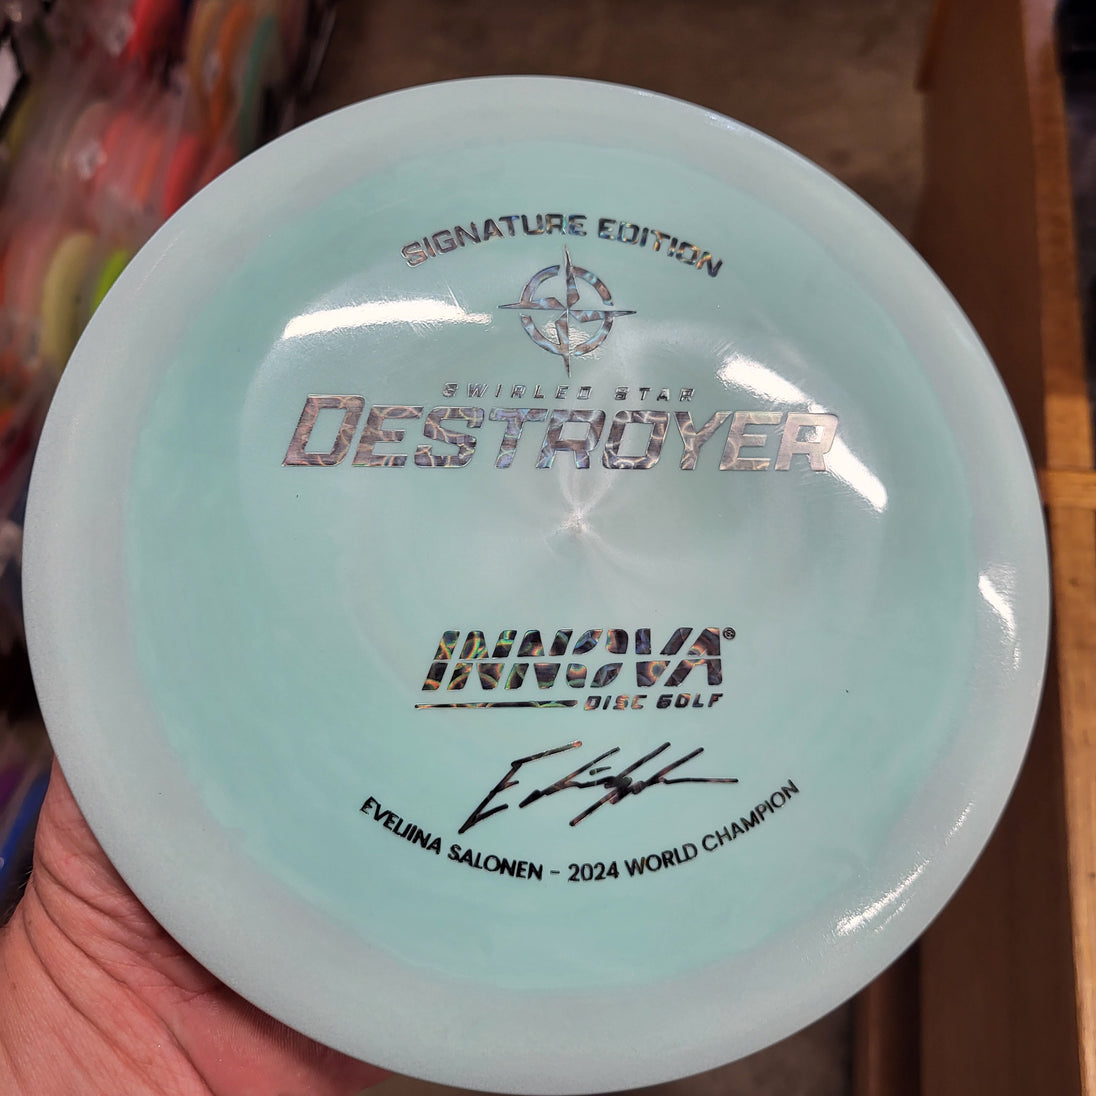 SIGNATURE EDITION
SWIRLED STAR
DESTROYER
INNOVA®
DISC GOLF
EVELIINA SALONEN - 2024 WORLD CHAMPION